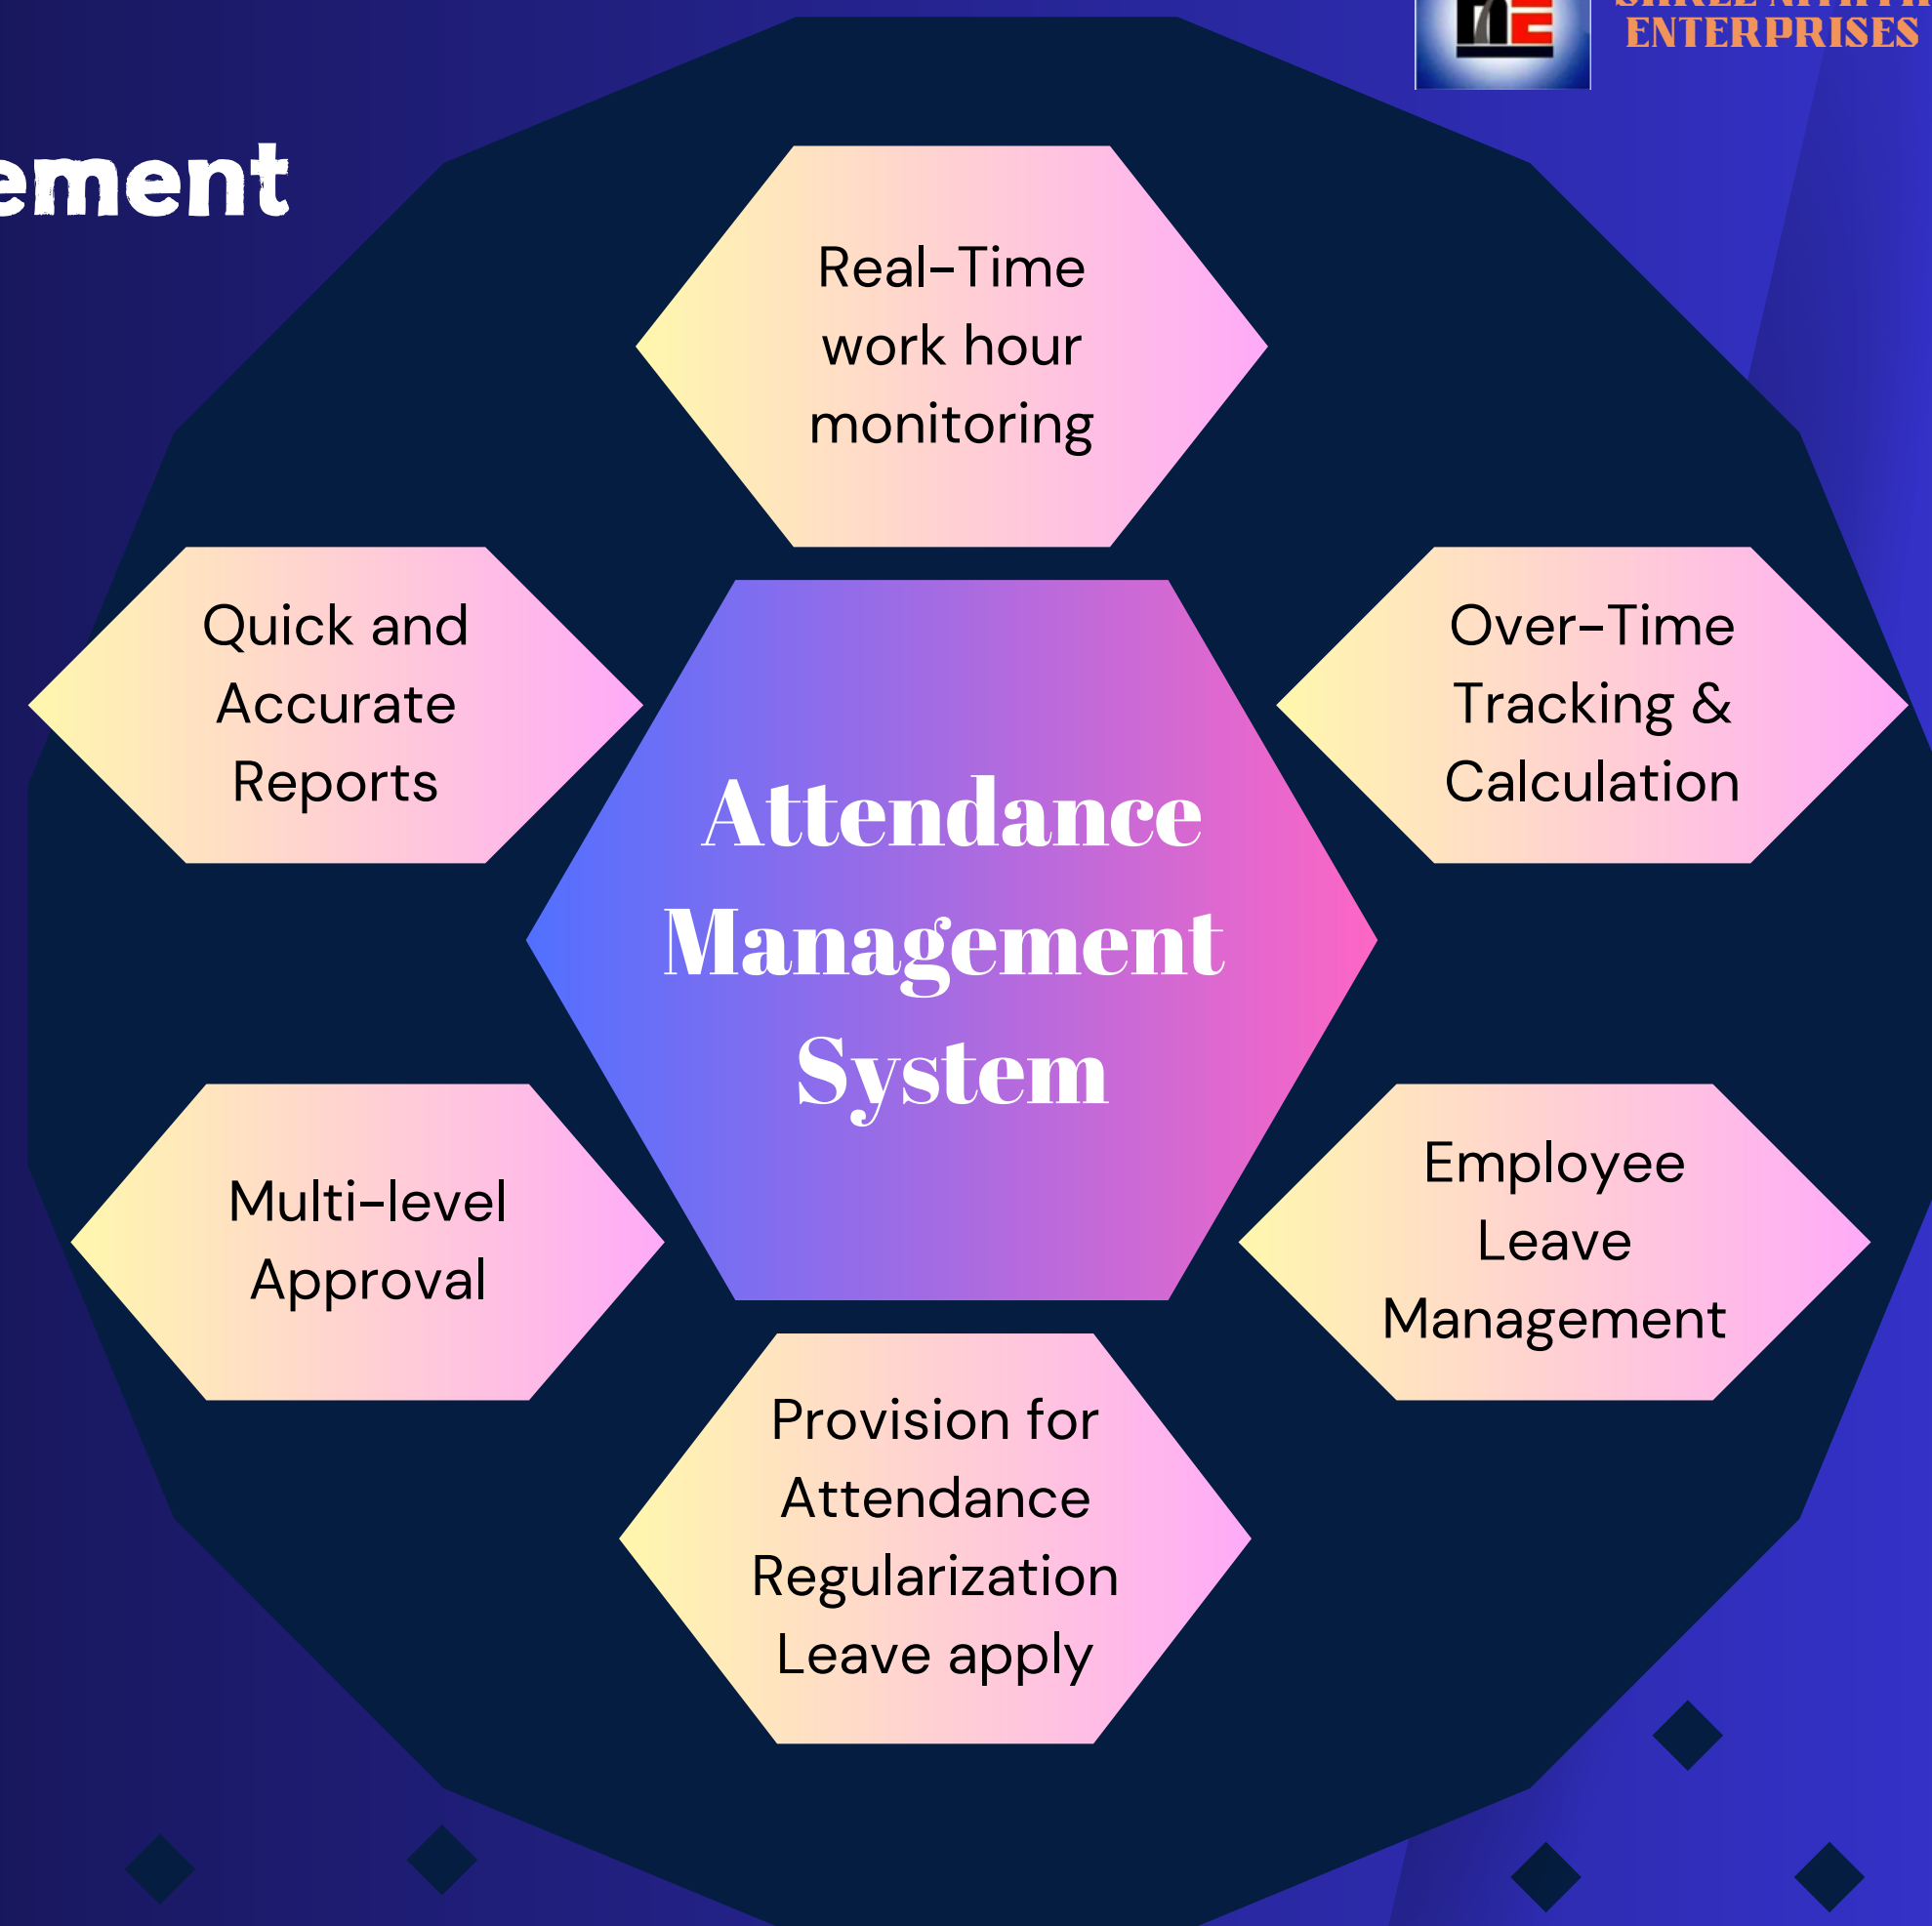 ENTERPRISES
Real-Time
work hour
monitoring
Quick and
Accurate
Reports
Over-Time
Tracking &
Calculation
Attendance
Management
System
Multi-level
Approval
Employee
Leave
Management
Provision for
Attendance
Regularization
Leave apply